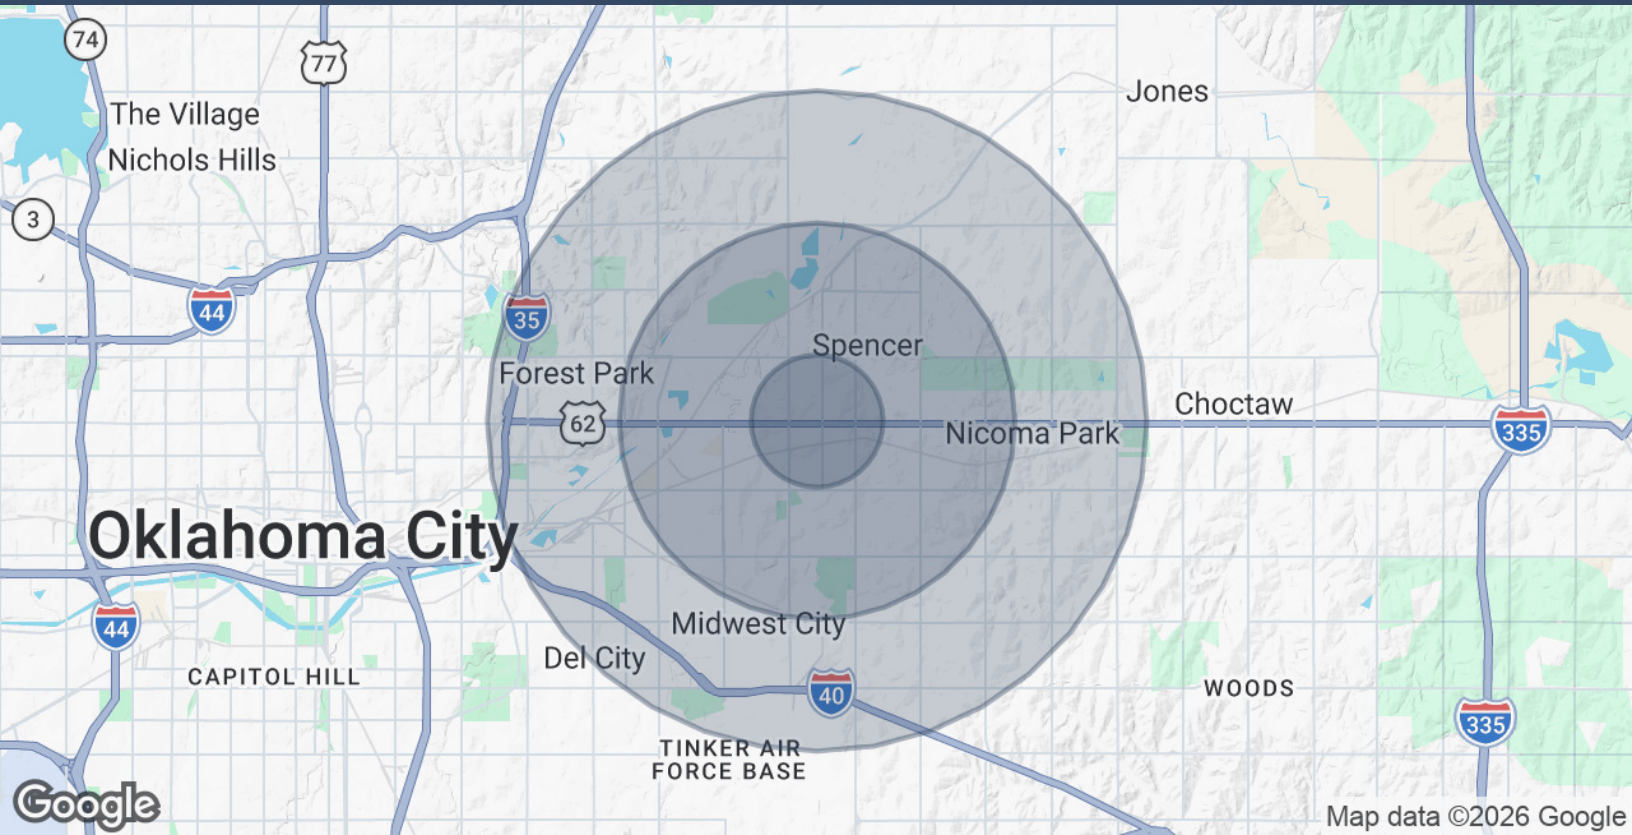 74
77
Jones
The Village
Nichols Hills
3
44
35
Spencer
Forest Park
Choctaw
62
Nicoma Park
335
Oklahoma City
44
Midwest City
Del City
CAPITOL HILL
WOODS
40
335
TINKER AIR
FORCE BASE
Google
Map data ©2026 Google